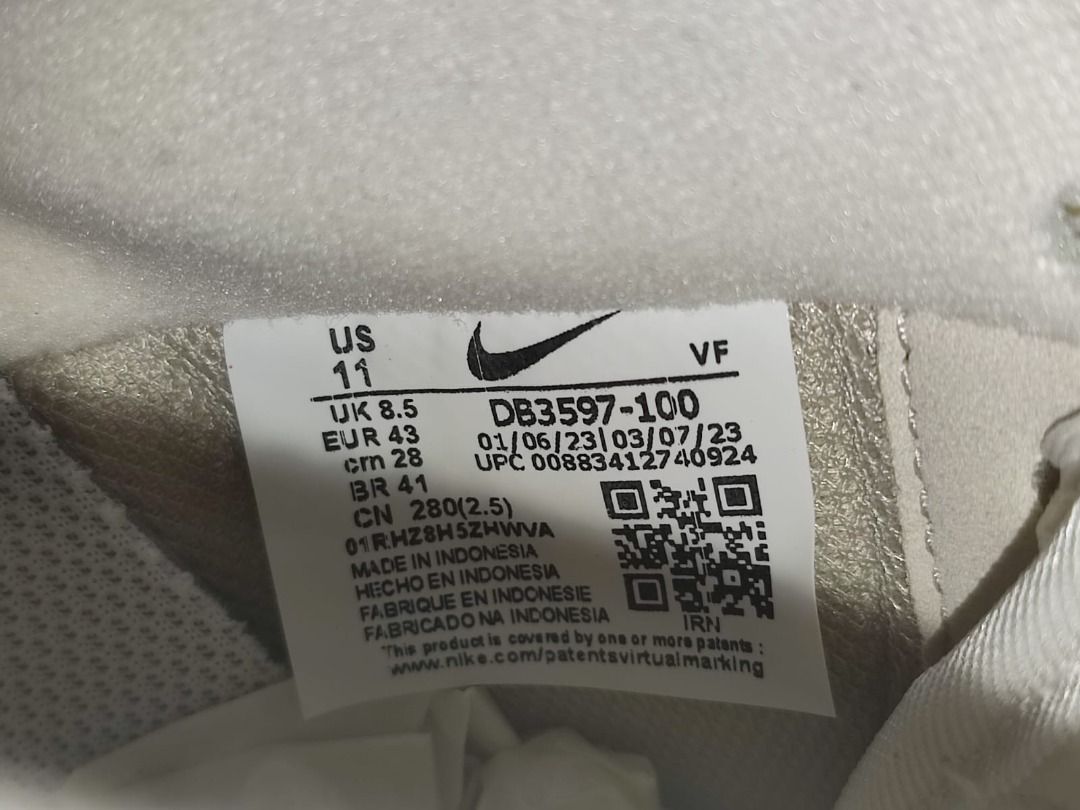 US
11
VF
UK 8.5
EUR 43
cm 28
BR 41
CN 280(2.5)
DB3597-100
01/06/23|03/07/23
UPC 00883412740924
01RHZ8H5ZHWVA
MADE IN INDONESIA
HECHO EN INDONESIA
FABRIQUE EN INDONESIE
FABRICADO NA INDONESIA
IRN
This product is covered by one or more patents :
www.nike.com/patentsvirtualmarking